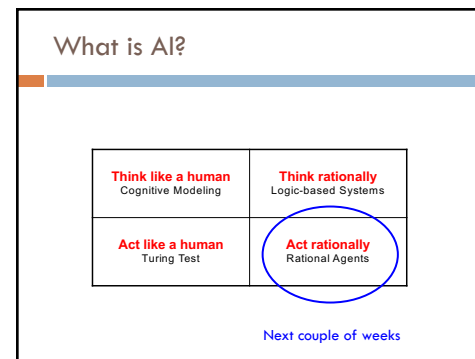 What is AI?
Think like a human
Cognitive Modeling
Think rationally
Logic-based Systems
Act like a human
Turing Test
Act rationally
Rational Agents
Next couple of weeks